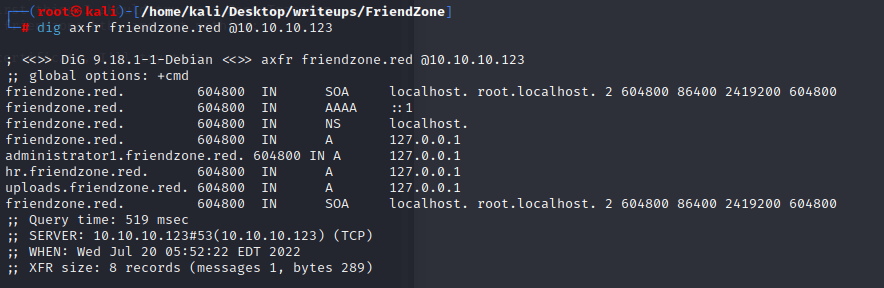 ┌──(root㉿kali)-[/home/kali/Desktop/writeups/FriendZone]
└─# dig axfr friendzone.red @10.10.10.123
; <<>> DiG 9.18.1-1-Debian <<>> axfr friendzone.red @10.10.10.123
;; global options: +cmd
friendzone.red. 604800 IN SOA localhost. root.localhost. 2 604800 86400 2419200 604800
friendzone.red. 604800 IN AAAA ::1
friendzone.red. 604800 IN NS localhost.
friendzone.red. 604800 IN A 127.0.0.1
administrator1.friendzone.red. 604800 IN A 127.0.0.1
hr.friendzone.red. 604800 IN A 127.0.0.1
uploads.friendzone.red. 604800 IN A 127.0.0.1
friendzone.red. 604800 IN SOA localhost. root.localhost. 2 604800 86400 2419200 604800
;; Query time: 519 msec
;; SERVER: 10.10.10.123#53(10.10.10.123) (TCP)
;; WHEN: Wed Jul 20 05:52:22 EDT 2022
;; XFR size: 8 records (messages 1, bytes 289)